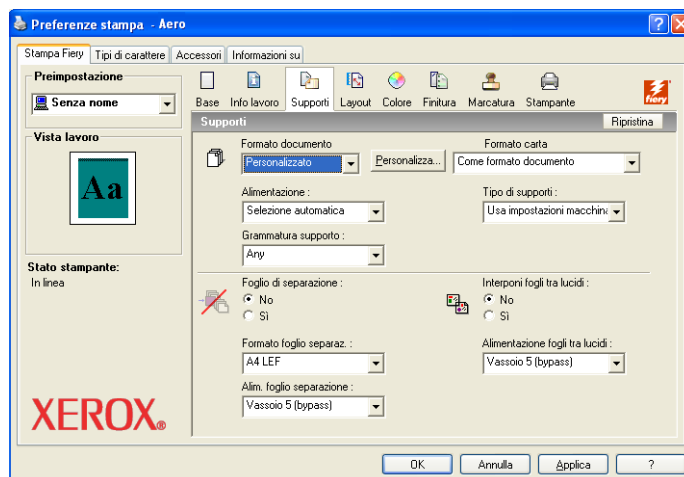 Preferenze stampa - Aero
Stampa Fiery Tipi di carattere Accessori Informazioni su
Preimpostazione
Senza nome
Vista lavoro
Aa
Stato stampante:
In linea
XEROX®
Base Info lavoro Supporti Layout Colore Finitura Marcatura Stampante
fiery
Supporti Ripristina
Formato documento Formato carta
Personalizzato Personalizza... Come formato documento
Alimentazione : Tipo di supporti :
Selezione automatica Usa impostazioni macchina
Grammatura supporto :
Any
Foglio di separazione : Interponi fogli tra lucidi :
No No
Sì Sì
Formato foglio separaz. : Alimentazione fogli tra lucidi :
A4 LEF Vassoio 5 (bypass)
Alim. foglio separazione :
Vassoio 5 (bypass)
OK Annulla Applica ?